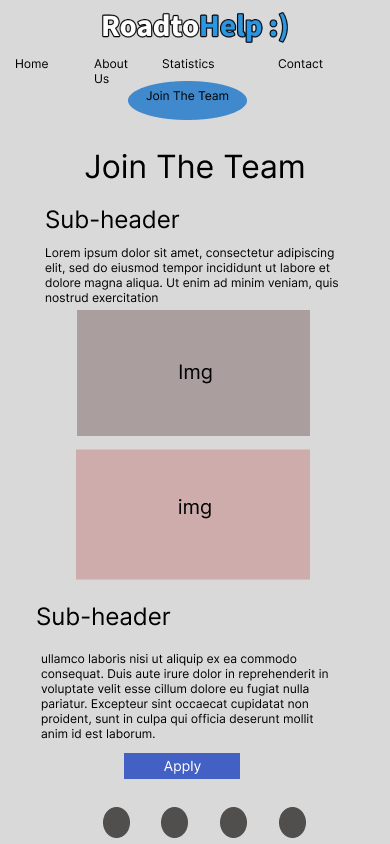 RoadtoHelp :)
Home About Us Statistics Contact
Join The Team
Join The Team
Sub-header
Lorem ipsum dolor sit amet, consectetur adipiscing
elit, sed do eiusmod tempor incididunt ut labore et
dolore magna aliqua. Ut enim ad minim veniam, quis
nostrud exercitation
Img
img
Sub-header
ullamco laboris nisi ut aliquip ex ea commodo
consequat. Duis aute irure dolor in reprehenderit in
voluptate velit esse cillum dolore eu fugiat nulla
pariatur. Excepteur sint occaecat cupidatat non
proident, sunt in culpa qui officia deserunt mollit
anim id est laborum.
Apply